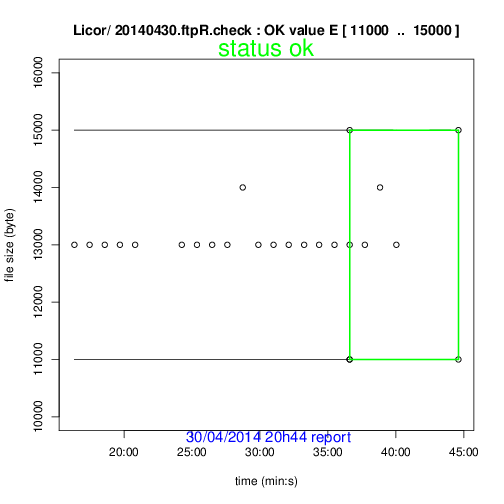 Licor/ 20140430.ftpR.check : OK value E [ 11000 .. 15000 ]
status ok
16000
15000
14000
13000
12000
11000
10000
file size (byte)
30/04/2014 20h44 report
20:00 25:00 30:00 35:00 40:00 45:00
time (min:s)